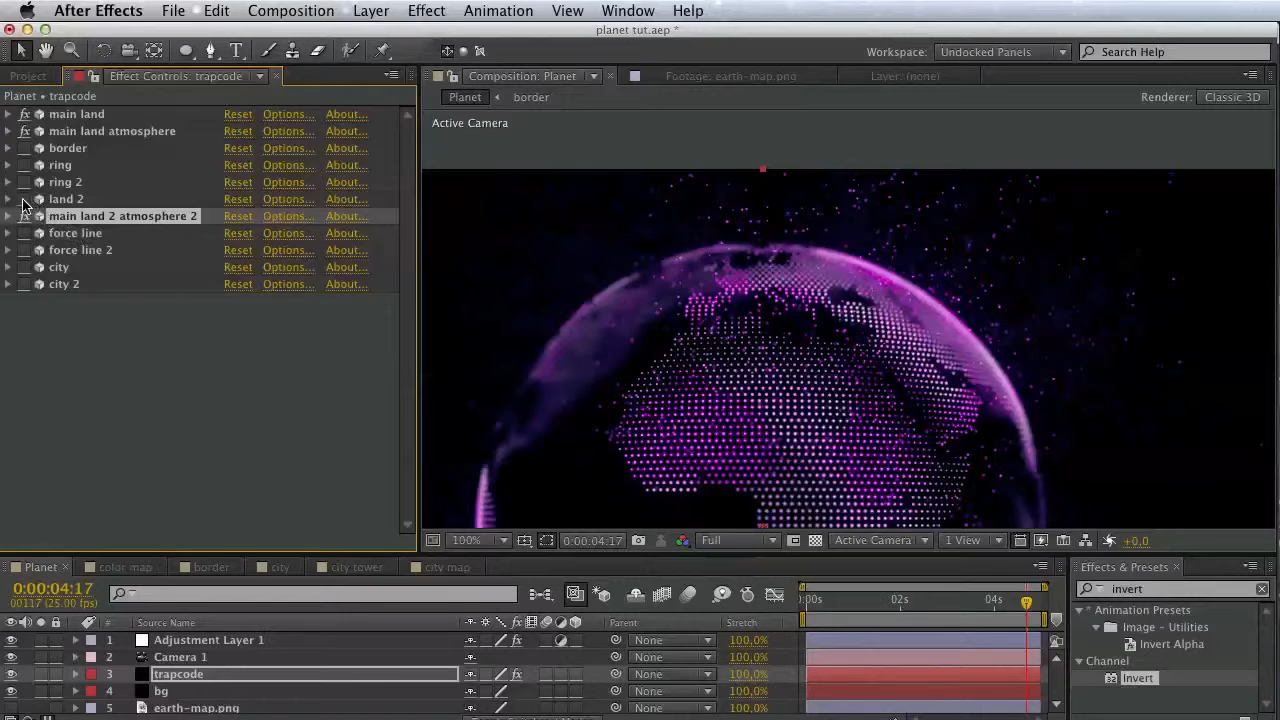 After Effects File Edit Composition Layer Effect Animation View Window Help
planet tut.aep *
Workspace: Undocked Panels Search Help
Project Effect Controls: trapcode Composition: Planet Footage: earth-map.png Layer: (none)
Planet • trapcode Planet border Renderer: Classic 3D
main land Reset Options... About...
Active Camera
main land atmosphere Reset Options... About...
border Reset Options... About...
ring Reset Options... About...
ring 2 Reset Options... About...
land 2 Reset Options... About...
main land 2 atmosphere 2 Reset Options... About...
force line Reset Options... About...
force line 2 Reset Options... About...
city Reset Options... About...
city 2 Reset Options... About...
100% 0:00:04:17 Full Active Camera 1 View +0,0
Planet color map border city city tower city map Effects & Presets
0:00:04:17
00117 (25.00 fps)
invert
:00s 02s 04s
Source Name Parent Stretch
1 Adjustment Layer 1 fx None 100,0%
2 Camera 1 None 100,0%
3 trapcode fx None 100,0%
4 bg None 100,0%
5 earth-map.png None 100,0%
* Animation Presets
Image - Utilities
Invert Alpha
Channel
Invert